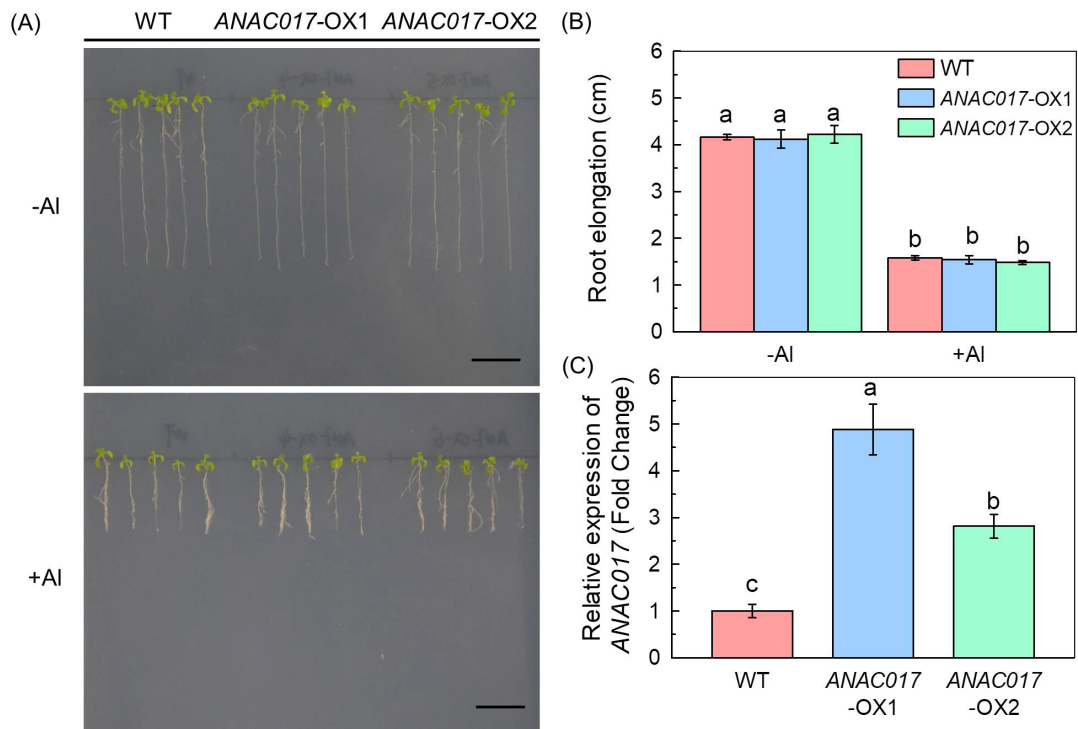 (A)
WT ANAC017-OX1 ANAC017-OX2
-Al
+Al
WT
(B)
Root elongation (cm)
6
5
4
3
2
1
0
WT
ANAC017-OX1
ANAC017-OX2
a a a
b b b
-Al +Al
(C)
Relative expression of
ANAC017 (Fold Change)
6
5
4
3
2
1
0
c
a
b
WT ANAC017 ANAC017
-OX1 -OX2